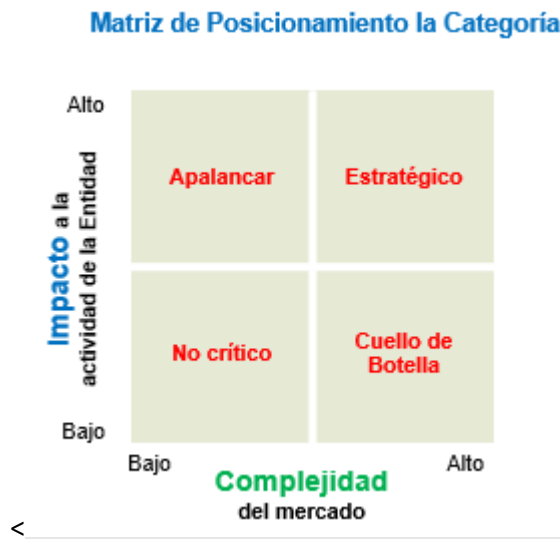 Matriz de Posicionamiento la Categoría
Alto
Apalancar
Estratégico
Impacto a la
actividad de la Entidad
No crítico
Cuello de
Botella
Bajo
Bajo
Alto
Complejidad
del mercado
<